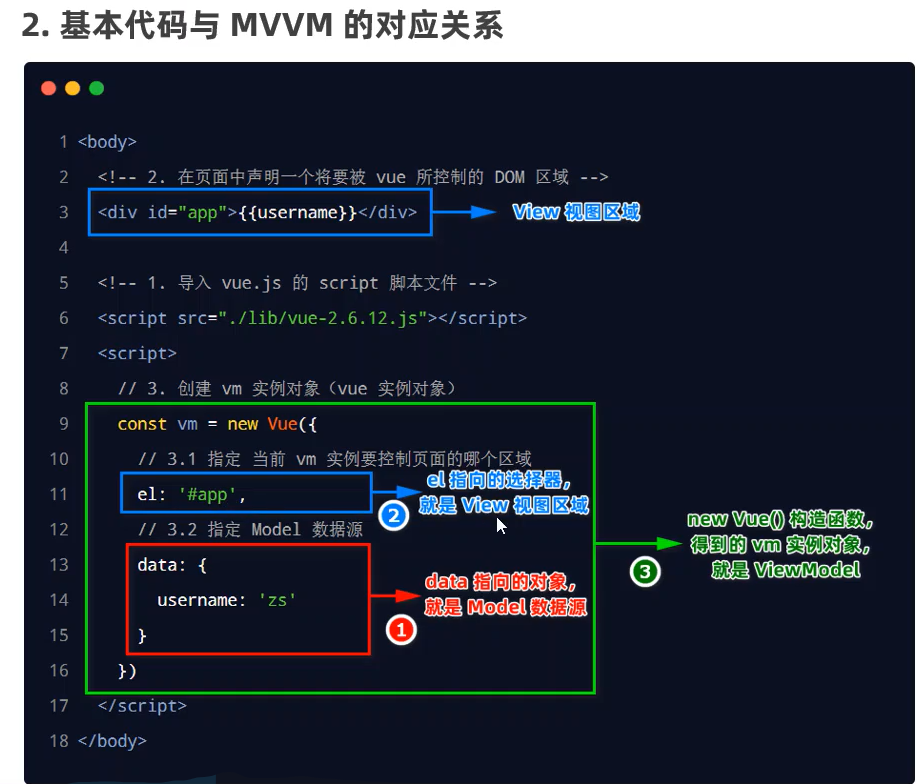 2. 基本代码与 MVVM 的对应关系
1 <body>
2 <!-- 2. 在页面中声明一个将要被 vue 所控制的 DOM 区域 -->
3 <div id="app">{{username}}</div>
View 视图区域
4
5 <!-- 1. 导入 vue.js 的 script 脚本文件 -->
6 <script src="./lib/vue-2.6.12.js"></script>
7 <script>
8 // 3. 创建 vm 实例对象（vue 实例对象）
9 const vm = new Vue({
10 // 3.1 指定 当前 vm 实例要控制页面的哪个区域
11 el: '#app',
2
el 指向的选择器，
就是 View 视图区域
12 // 3.2 指定 Model 数据源
13 data: {
14 username: 'zs'
15 }
1
data 指向的对象，
就是 Model 数据源
16 })
3
new Vue() 构造函数，
得到的 vm 实例对象，
就是 ViewModel
17 </script>
18 </body>